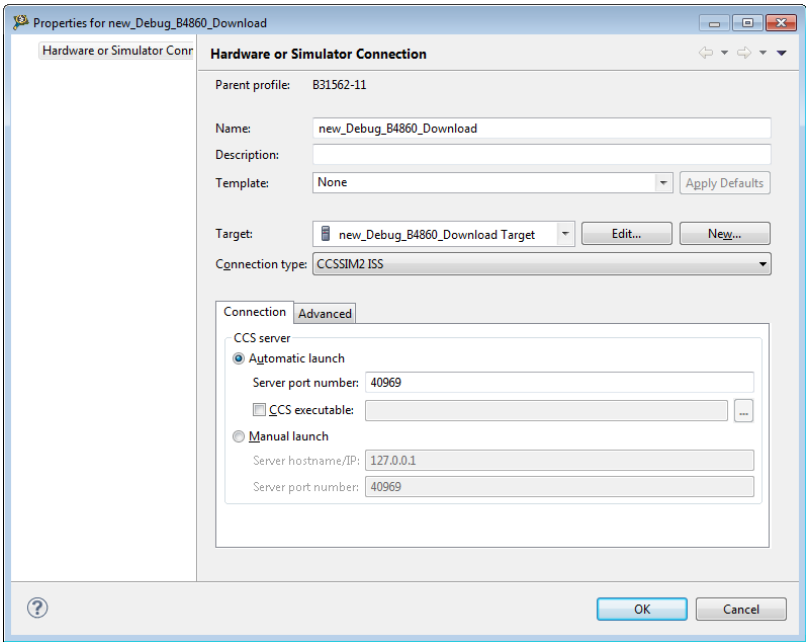 Properties for new_Debug_B4860_Download
Hardware or Simulator Conr
Hardware or Simulator Connection
Parent profile: B31562-11
Name: new_Debug_B4860_Download
Description:
Template: None Apply Defaults
Target: new_Debug_B4860_Download Target Edit... New...
Connection type: CCSSIM2 ISS
Connection Advanced
CCS server
Automatic launch
Server port number: 40969
CCS executable: ...
Manual launch
Server hostname/IP: 127.0.0.1
Server port number: 40969
? OK Cancel